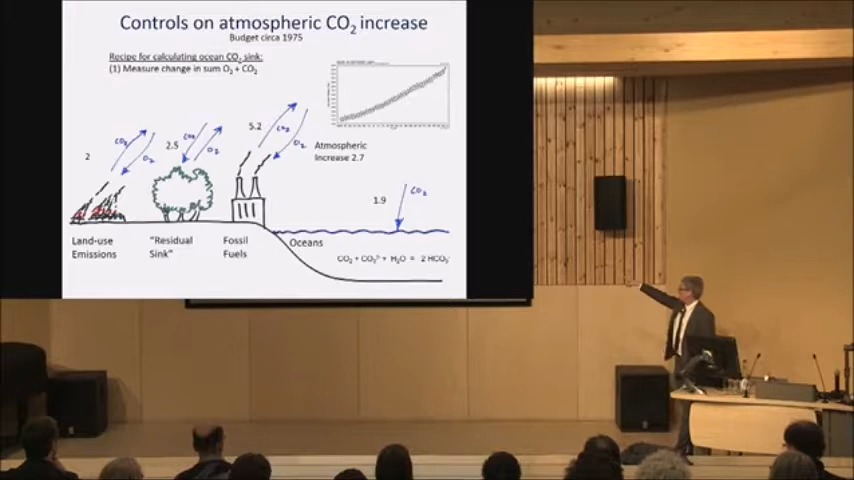 Controls on atmospheric CO₂ increase
Budget circa 1975
Recipe for calculating ocean CO₂ sink:
(1) Measure change in sum O₂ + CO₂
2
CO₂
O₂
2.5
CO₂
O₂
5.2
CO₂
O₂
Atmospheric
Increase 2.7
1.9
CO₂
Land-use
Emissions
"Residual
Sink"
Fossil
Fuels
Oceans
CO₂ + CO₃²⁻ + H₂O = 2 HCO₃⁻